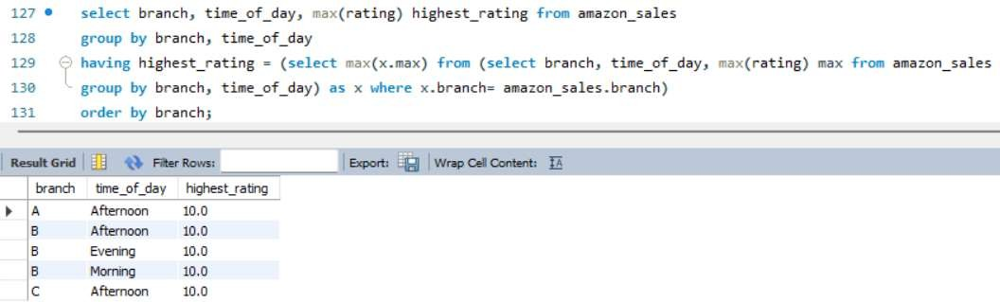 127 select branch, time_of_day, max(rating) highest_rating from amazon_sales
128 group by branch, time_of_day
129 having highest_rating = (select max(x.max) from (select branch, time_of_day, max(rating) max from amazon_sales
130 group by branch, time_of_day) as x where x.branch= amazon_sales.branch)
131 order by branch;
Result Grid Filter Rows: Export: Wrap Cell Content: IA
branch time_of_day highest_rating
A Afternoon 10.0
B Afternoon 10.0
B Evening 10.0
B Morning 10.0
C Afternoon 10.0